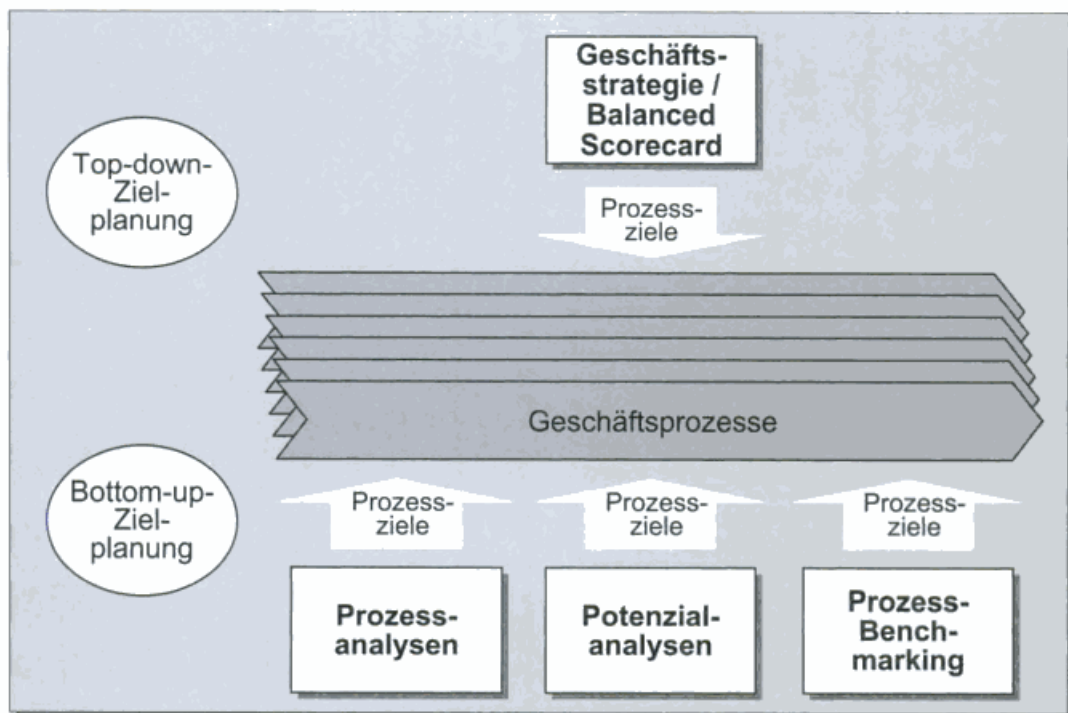 Geschäfts-
strategie /
Balanced
Scorecard
Top-down-
Ziel-
planung
Prozess-
ziele
Geschäftsprozesse
Bottom-up-
Ziel-
planung
Prozess-
ziele
Prozess-
ziele
Prozess-
ziele
Prozess-
analysen
Potenzial-
analysen
Prozess-
Bench-
marking